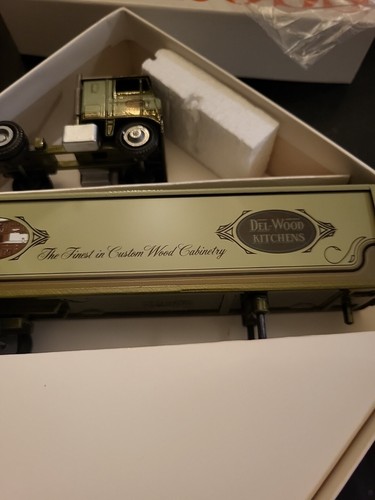 The Finest in Custom Wood Cabinetry
DEL-WOOD
KITCHENS